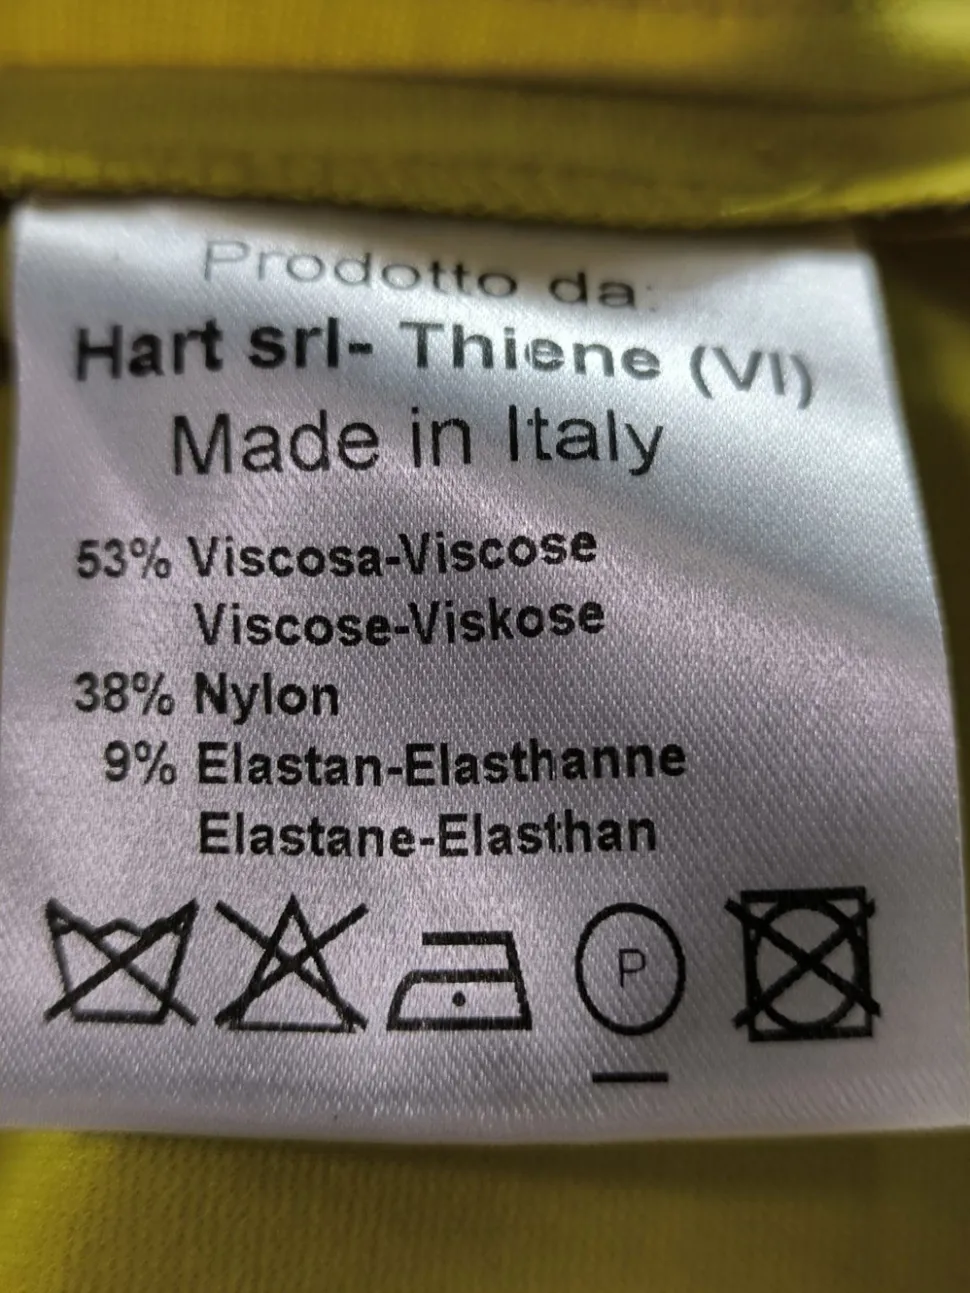 Prodotto da:
Hart srl- Thiene (VI)
Made in Italy
53% Viscosa-Viscose
Viscose-Viskose
38% Nylon
9% Elastan-Elasthanne
Elastane-Elasthan
P